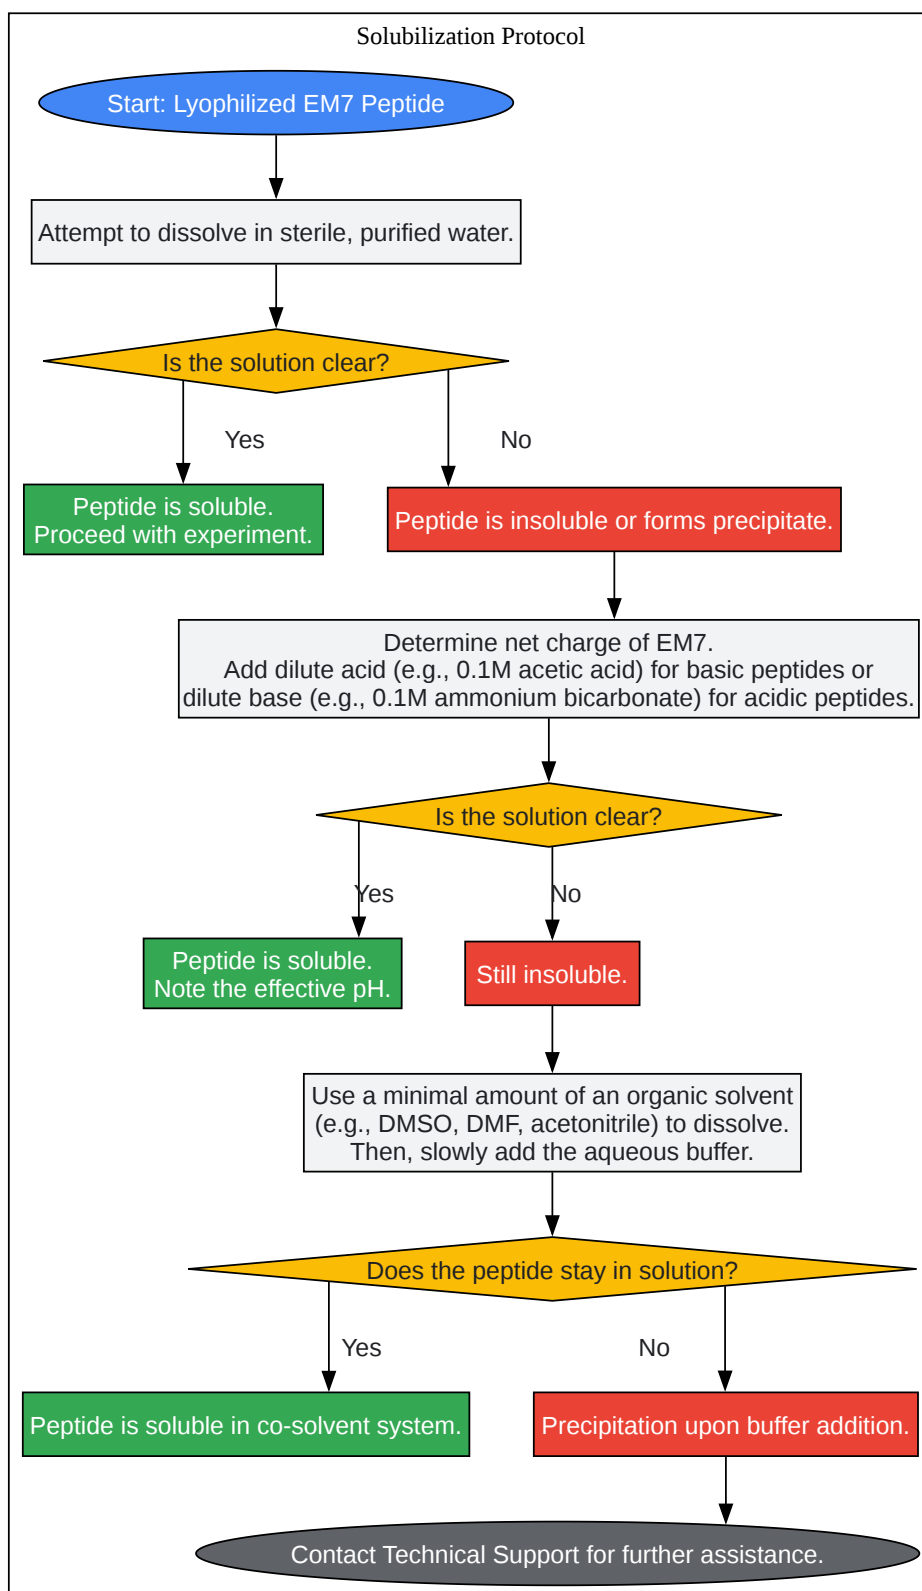 Solubilization Protocol
Start: Lyophilized EM7 Peptide
Attempt to dissolve in sterile, purified water.
Is the solution clear?
Yes
No
Peptide is soluble.
Proceed with experiment.
Peptide is insoluble or forms precipitate.
Determine net charge of EM7.
Add dilute acid (e.g., 0.1M acetic acid) for basic peptides or
dilute base (e.g., 0.1M ammonium bicarbonate) for acidic peptides.
Is the solution clear?
Yes
No
Peptide is soluble.
Note the effective pH.
Still insoluble.
Use a minimal amount of an organic solvent
(e.g., DMSO, DMF, acetonitrile) to dissolve.
Then, slowly add the aqueous buffer.
Does the peptide stay in solution?
Yes
No
Peptide is soluble in co-solvent system.
Precipitation upon buffer addition.
Contact Technical Support for further assistance.